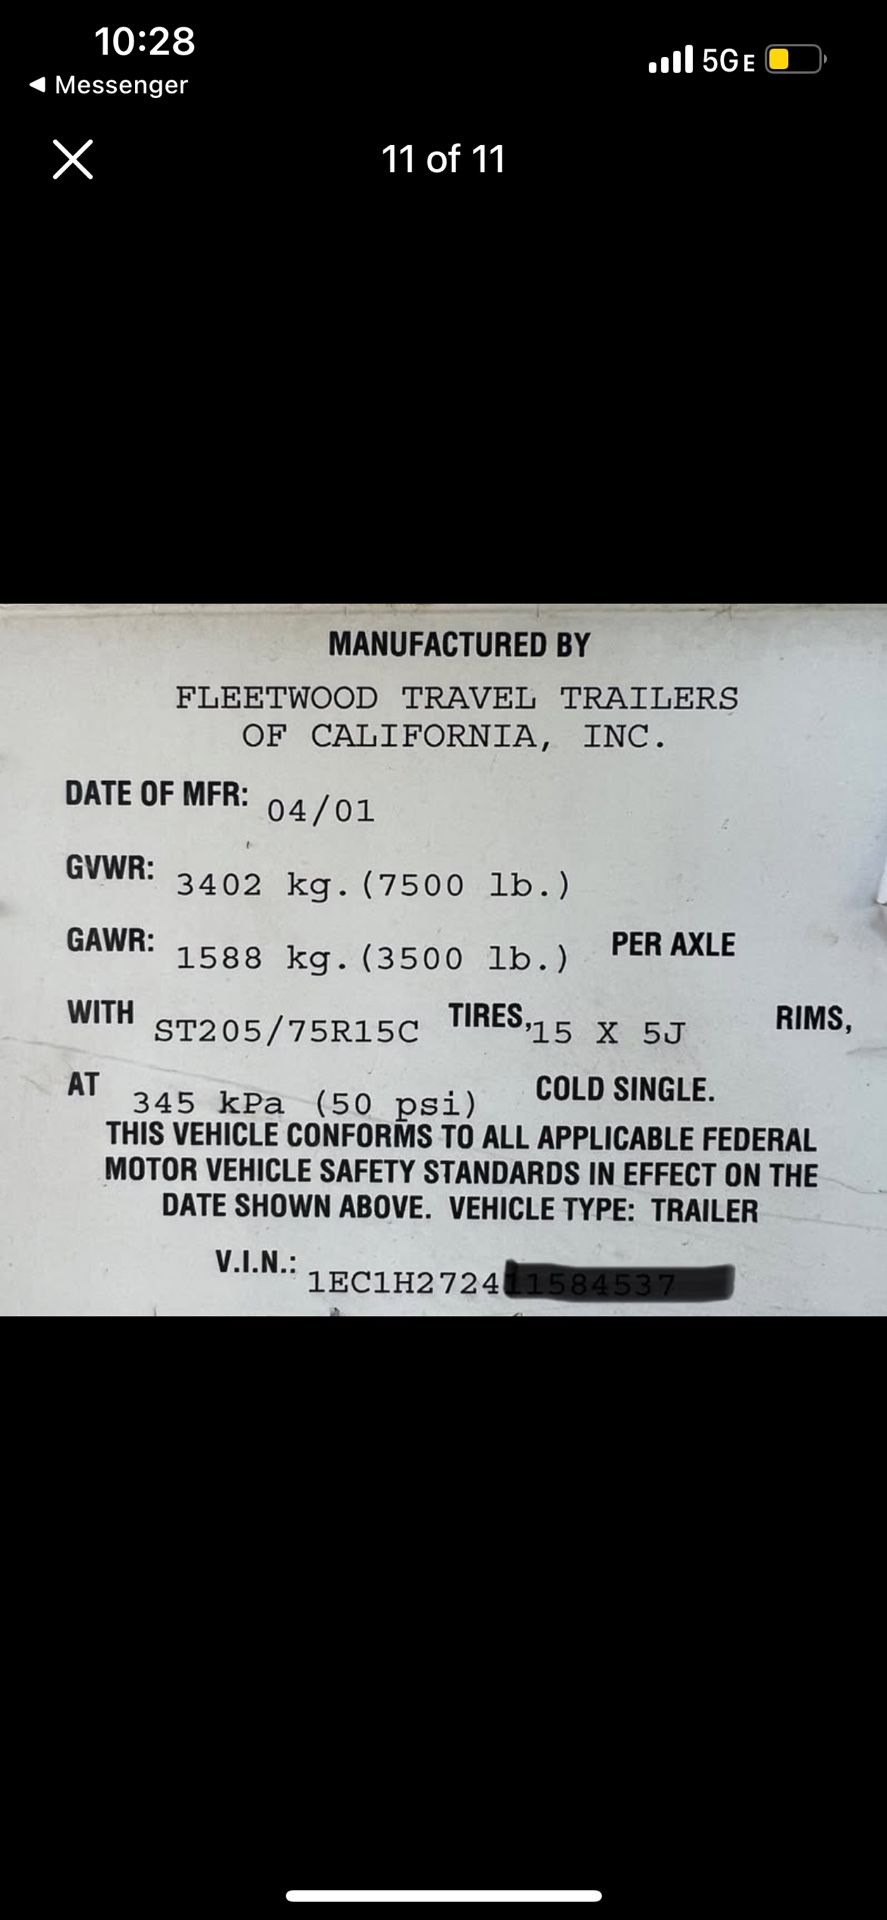 10:28
5GE
Messenger
11 of 11
MANUFACTURED BY
FLEETWOOD TRAVEL TRAILERS
OF CALIFORNIA, INC.
DATE OF MFR: 04/01
GVWR: 3402 kg.(7500 lb.)
GAWR: 1588 kg.(3500 lb.) PER AXLE
WITH ST205/75R15C TIRES, 15 X 5J RIMS,
AT 345 kPa (50 psi) COLD SINGLE.
THIS VEHICLE CONFORMS TO ALL APPLICABLE FEDERAL
MOTOR VEHICLE SAFETY STANDARDS IN EFFECT ON THE
DATE SHOWN ABOVE. VEHICLE TYPE: TRAILER
V.I.N.: 1EC1H2724